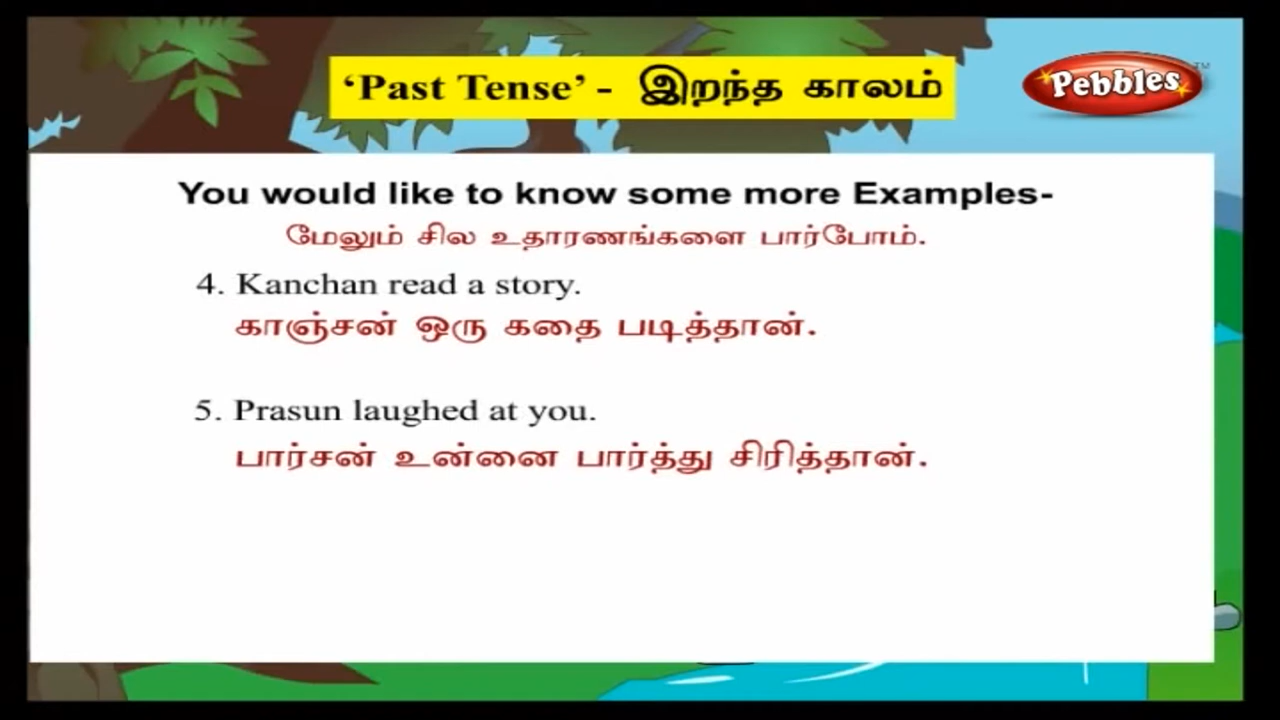 ‘Past Tense’ - இறந்த காலம்
Pebbles™
You would like to know some more Examples-
மேலும் சில உதாரணங்களை பார்போம்.
4. Kanchan read a story.
காஞ்சன் ஒரு கதை படித்தான்.
5. Prasun laughed at you.
பார்சன் உன்னை பார்த்து சிரித்தான்.